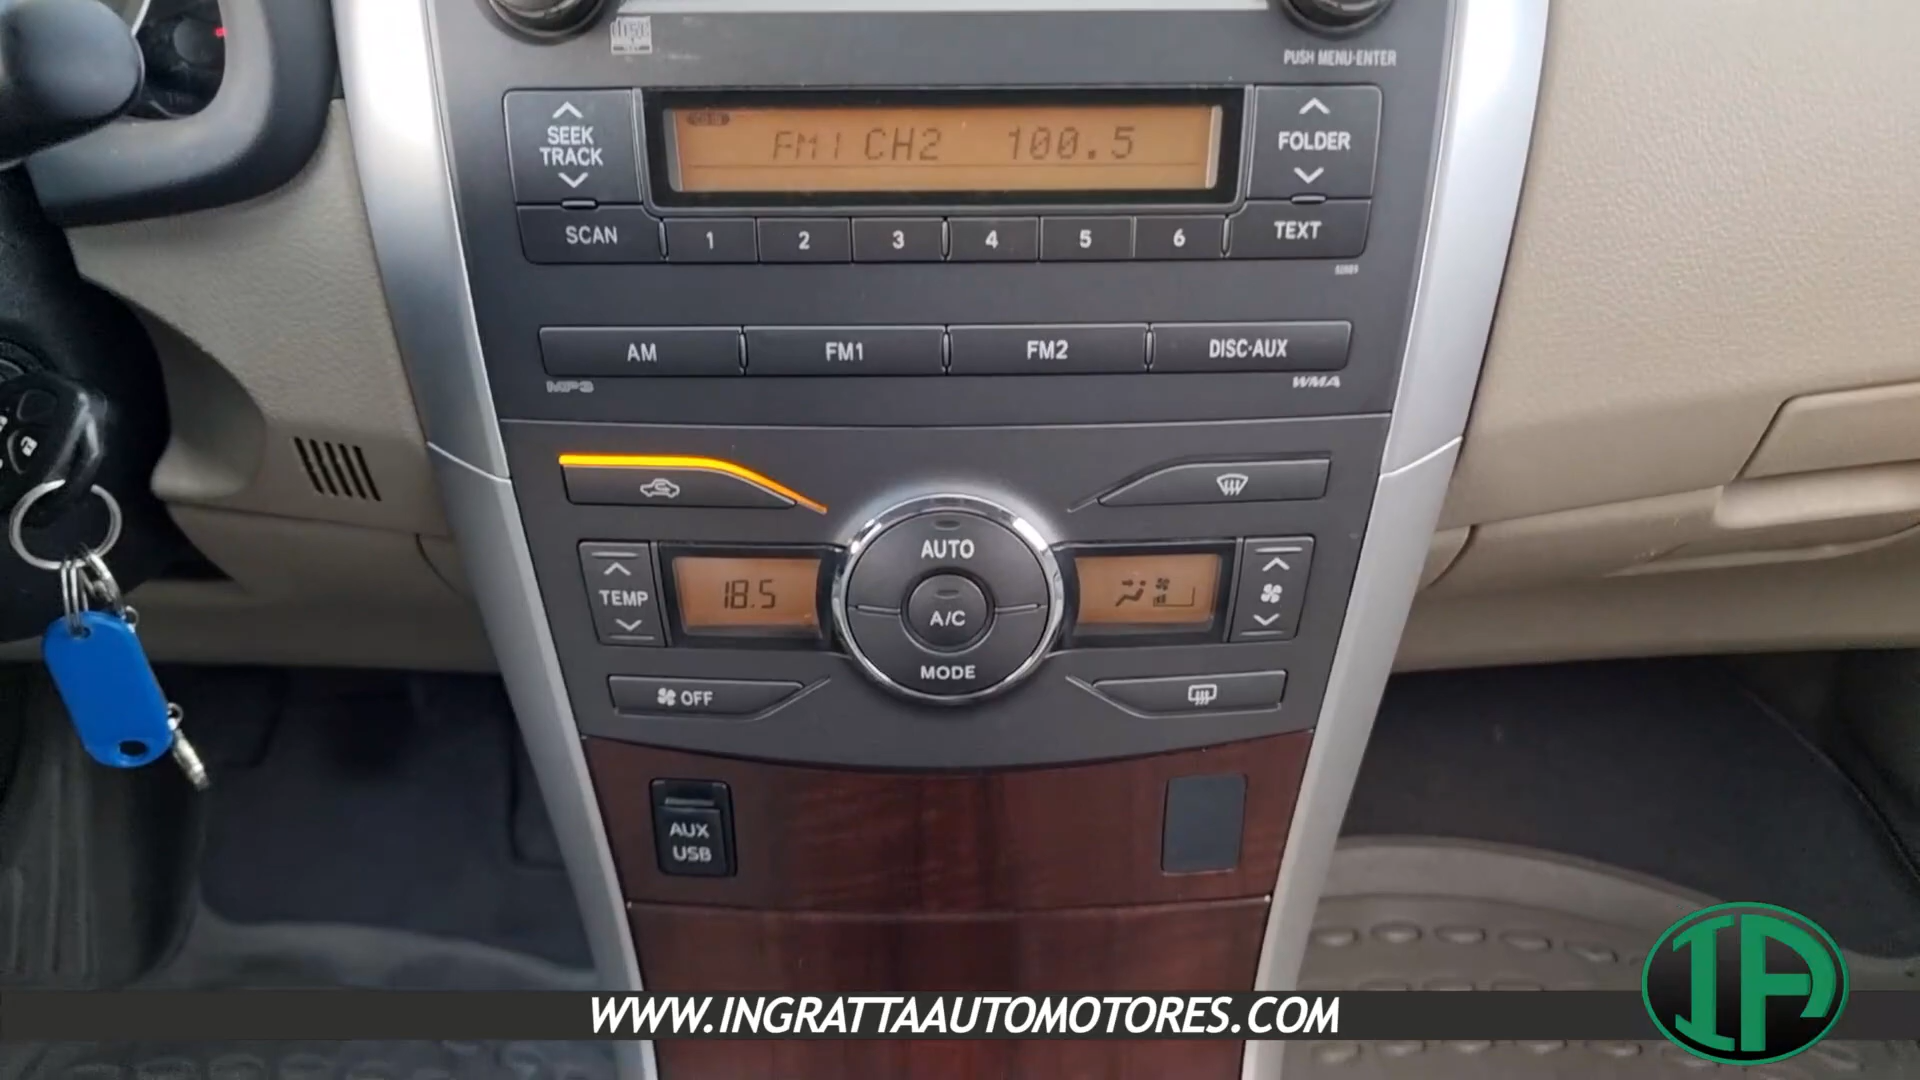 disc
PUSH MENU·ENTER
SEEK
TRACK
FM1 CH2 100.5
FOLDER
SCAN
1 2 3 4 5 6
TEXT
AM FM1 FM2 DISC·AUX
MP3 WMA
AUTO
TEMP
18.5
A/C
MODE
OFF
AUX
USB
WWW.INGRATTAAUTOMOTORES.COM
IA